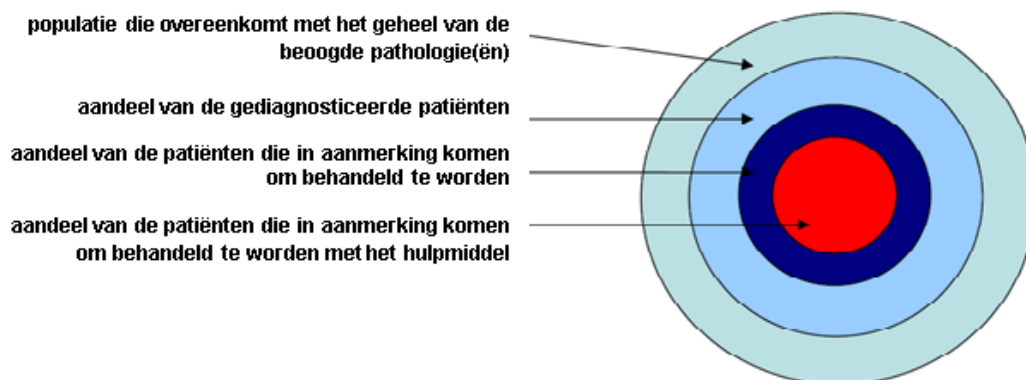 populatie die overeenkomt met het geheel van de
beoogde pathologie(ën)
aandeel van de gediagnosticeerde patiënten
aandeel van de patiënten die in aanmerking komen
om behandeld te worden
aandeel van de patiënten die in aanmerking komen
om behandeld te worden met het hulpmiddel